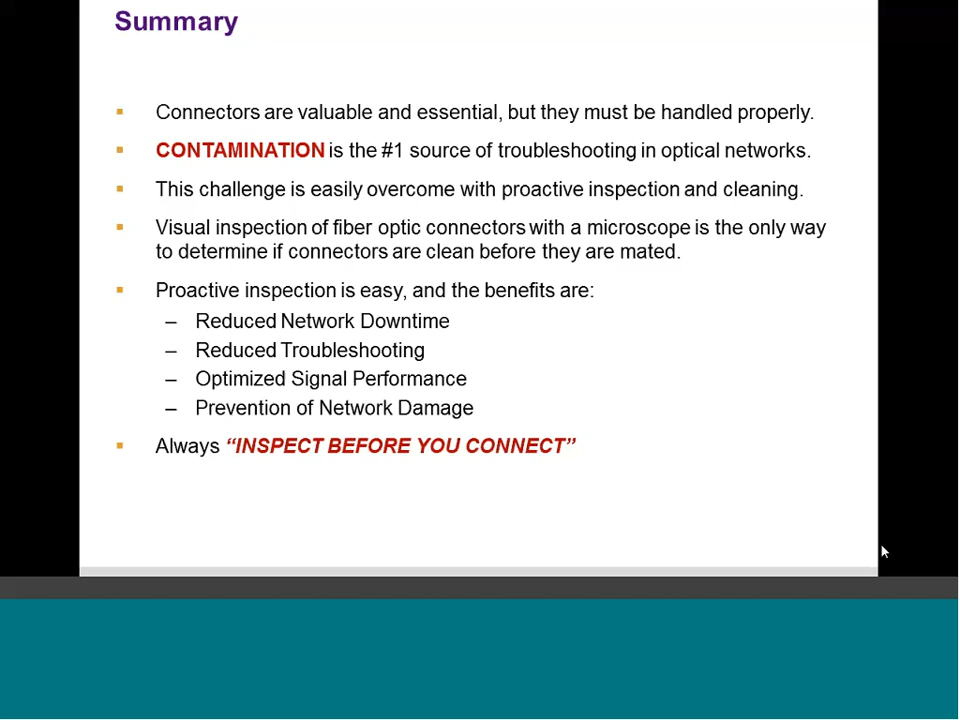 Summary
▪ Connectors are valuable and essential, but they must be handled properly.
▪ CONTAMINATION is the #1 source of troubleshooting in optical networks.
▪ This challenge is easily overcome with proactive inspection and cleaning.
▪ Visual inspection of fiber optic connectors with a microscope is the only way
to determine if connectors are clean before they are mated.
▪ Proactive inspection is easy, and the benefits are:
– Reduced Network Downtime
– Reduced Troubleshooting
– Optimized Signal Performance
– Prevention of Network Damage
▪ Always “INSPECT BEFORE YOU CONNECT”